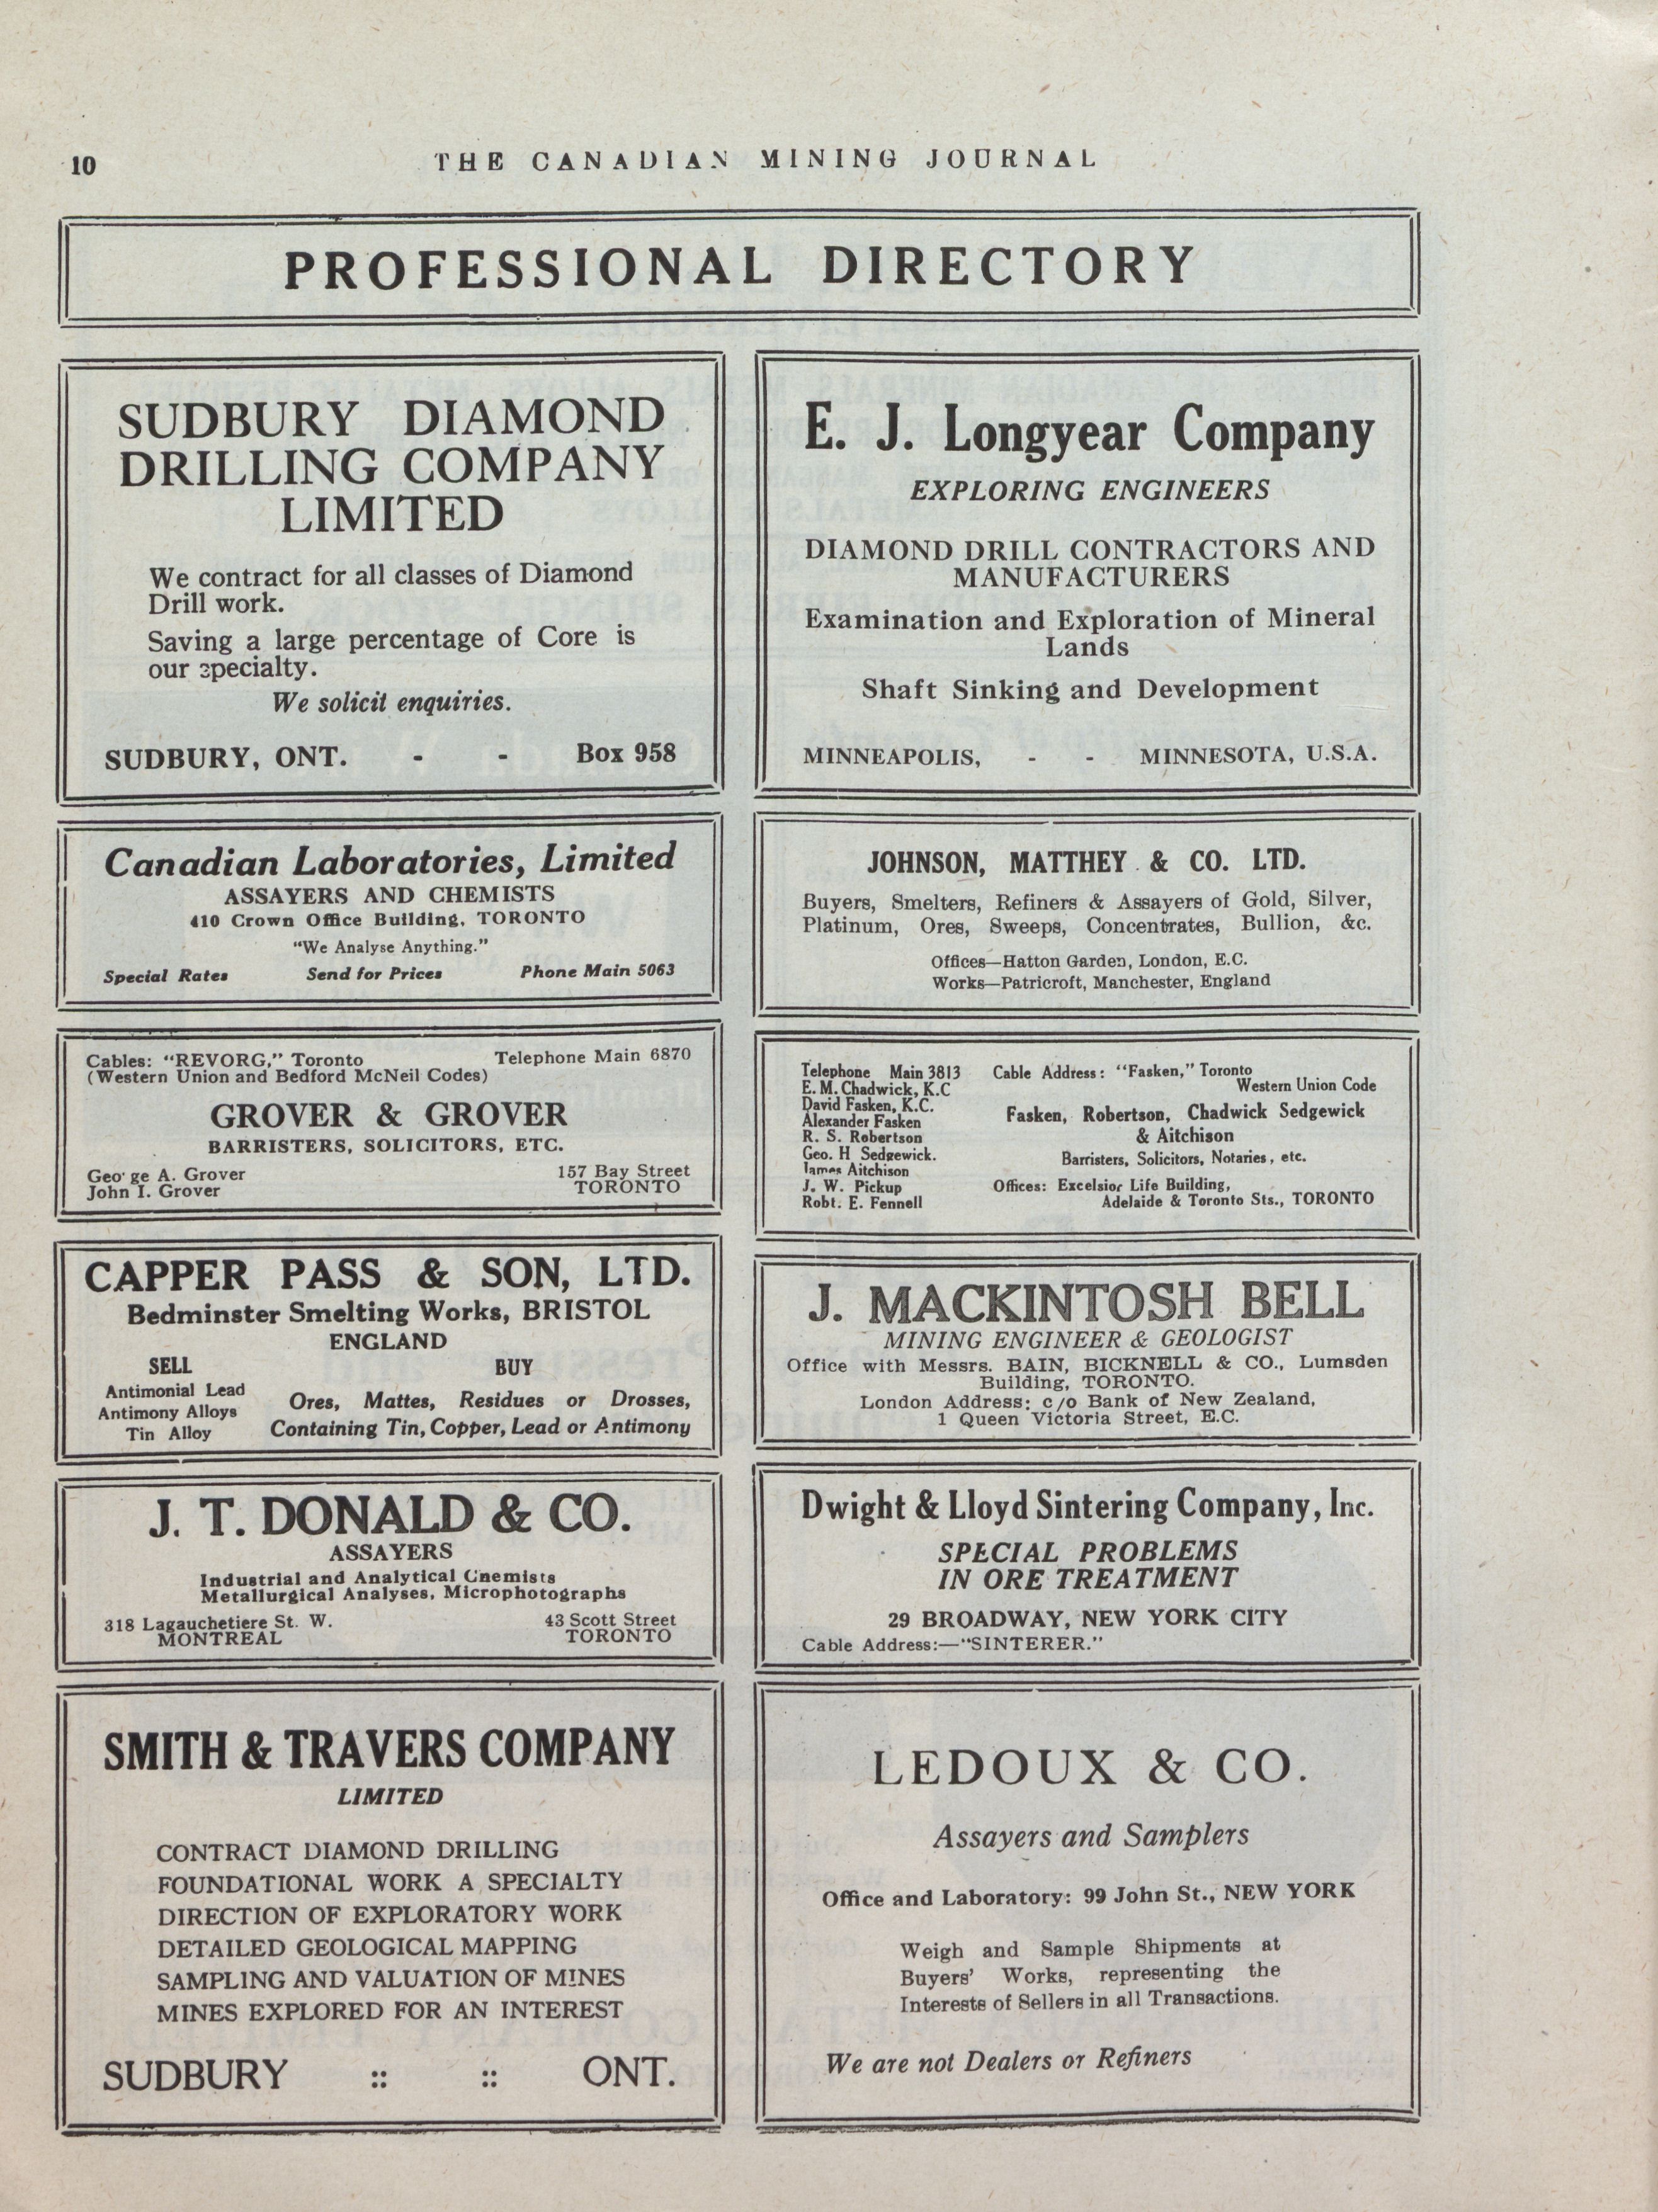 10
THE CANADIAN MINING JOURNAL
PROFESSIONAL DIRECTORY
SUDBURY DIAMOND
DRILLING COMPANY
LIMITED
We contract for all classes of Diamond
Drill work.
Saving a large percentage of Core is
our specialty.
We solicit enquiries.
SUDBURY, ONT. - - Box 958
E. J. Longyear Company
EXPLORING ENGINEERS
DIAMOND DRILL CONTRACTORS AND
MANUFACTURERS
Examination and Exploration of Mineral
Lands
Shaft Sinking and Development
MINNEAPOLIS, - - MINNESOTA, U.S.A.
Canadian Laboratories, Limited
ASSAYERS AND CHEMISTS
410 Crown Office Building, TORONTO
"We Analyse Anything."
Special Rates Send for Prices Phone Main 5063
JOHNSON, MATTHEY & CO. LTD.
Buyers, Smelters, Refiners & Assayers of Gold, Silver,
Platinum, Ores, Sweeps, Concentrates, Bullion, &c.
Offices—Hatton Garden, London, E.C.
Works—Patricroft, Manchester, England
Cables: "REVORG," Toronto Telephone Main 6870
(Western Union and Bedford McNeil Codes)
GROVER & GROVER
BARRISTERS, SOLICITORS, ETC.
Geo'ge A. Grover 157 Bay Street
John I. Grover TORONTO
Telephone Main 3813
E. M. Chadwick, K.C
David Fasken, K.C.
Alexander Fasken
R. S. Robertson
Geo. H Sedgewick.
James Aitchison
J. W. Pickup
Robt. E. Fennell
Cable Address: "Fasken," Toronto
Western Union Code
Fasken, Robertson, Chadwick Sedgewick
& Aitchison
Barristers, Solicitors, Notaries, etc.
Offices: Excelsior Life Building,
Adelaide & Toronto Sts., TORONTO
CAPPER PASS & SON, LTD.
Bedminster Smelting Works, BRISTOL
ENGLAND
SELL
Antimonial Lead
Antimony Alloys
Tin Alloy
BUY
Ores, Mattes, Residues or Drosses,
Containing Tin, Copper, Lead or Antimony
J. MACKINTOSH BELL
MINING ENGINEER & GEOLOGIST
Office with Messrs. BAIN, BICKNELL & CO., Lumsden
Building, TORONTO.
London Address: c/o Bank of New Zealand,
1 Queen Victoria Street, E.C.
J. T. DONALD & CO.
ASSAYERS
Industrial and Analytical Chemists
Metallurgical Analyses, Microphotographs
318 Lagauchetiere St. W. 43 Scott Street
MONTREAL TORONTO
Dwight & Lloyd Sintering Company, Inc.
SPECIAL PROBLEMS
IN ORE TREATMENT
29 BROADWAY, NEW YORK CITY
Cable Address:—"SINTERER."
SMITH & TRAVERS COMPANY
LIMITED
CONTRACT DIAMOND DRILLING
FOUNDATIONAL WORK A SPECIALTY
DIRECTION OF EXPLORATORY WORK
DETAILED GEOLOGICAL MAPPING
SAMPLING AND VALUATION OF MINES
MINES EXPLORED FOR AN INTEREST
SUDBURY :: :: ONT.
LEDOUX & CO.
Assayers and Samplers
Office and Laboratory: 99 John St., NEW YORK
Weigh and Sample Shipments at
Buyers' Works, representing the
Interests of Sellers in all Transactions.
We are not Dealers or Refiners